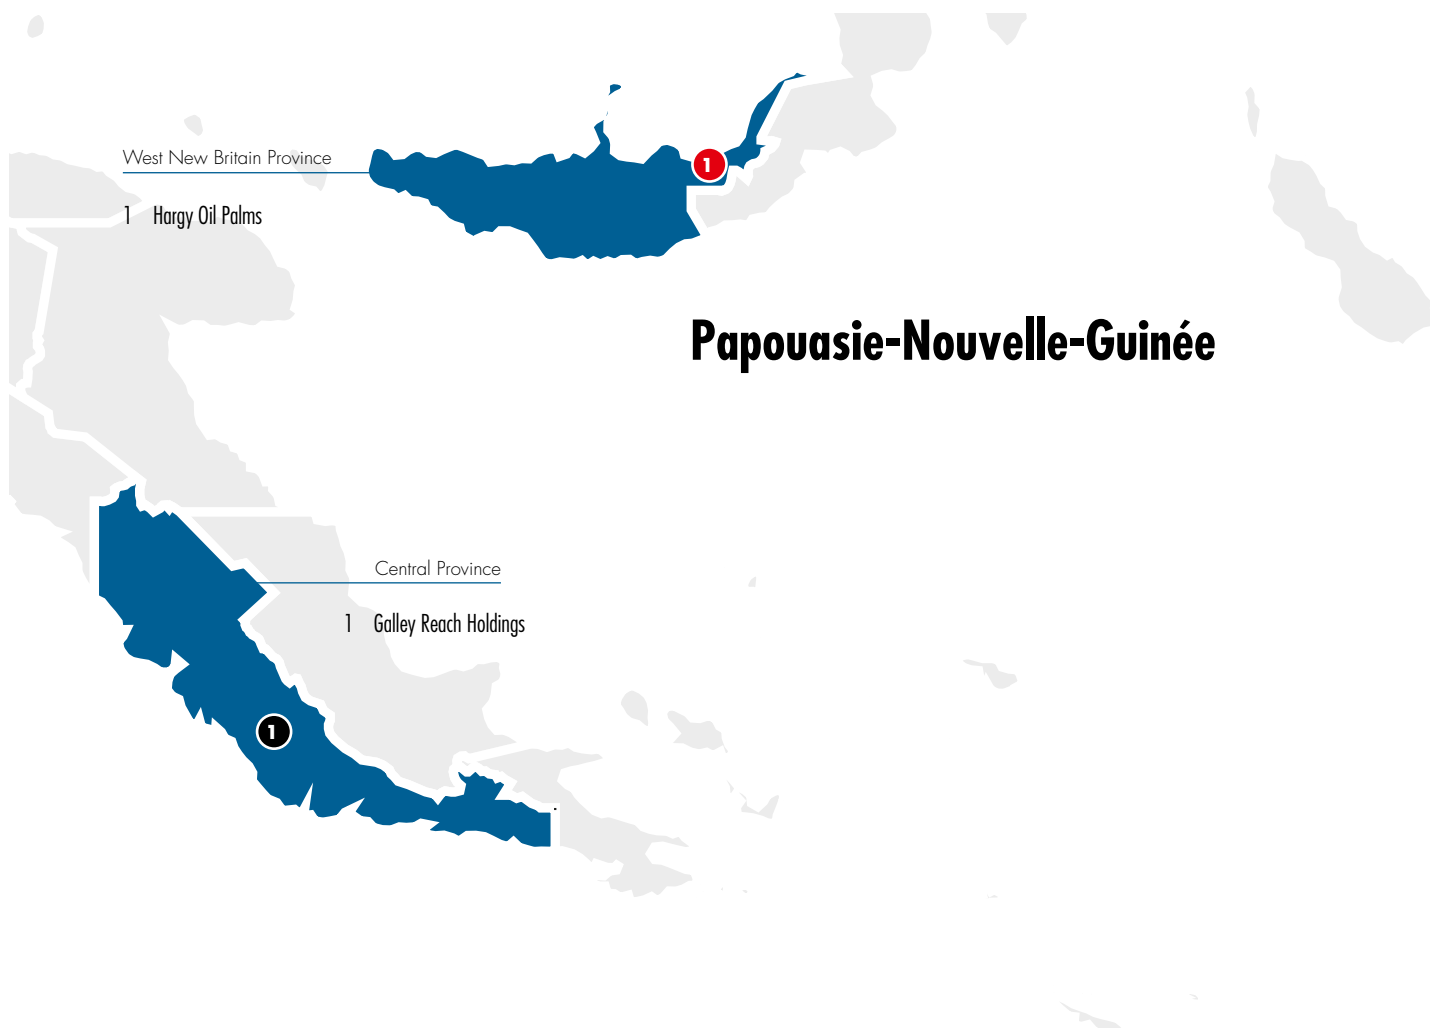 West New Britain Province
1
1 Hargy Oil Palms
Papouasie-Nouvelle-Guinée
Central Province
1 Galley Reach Holdings
1